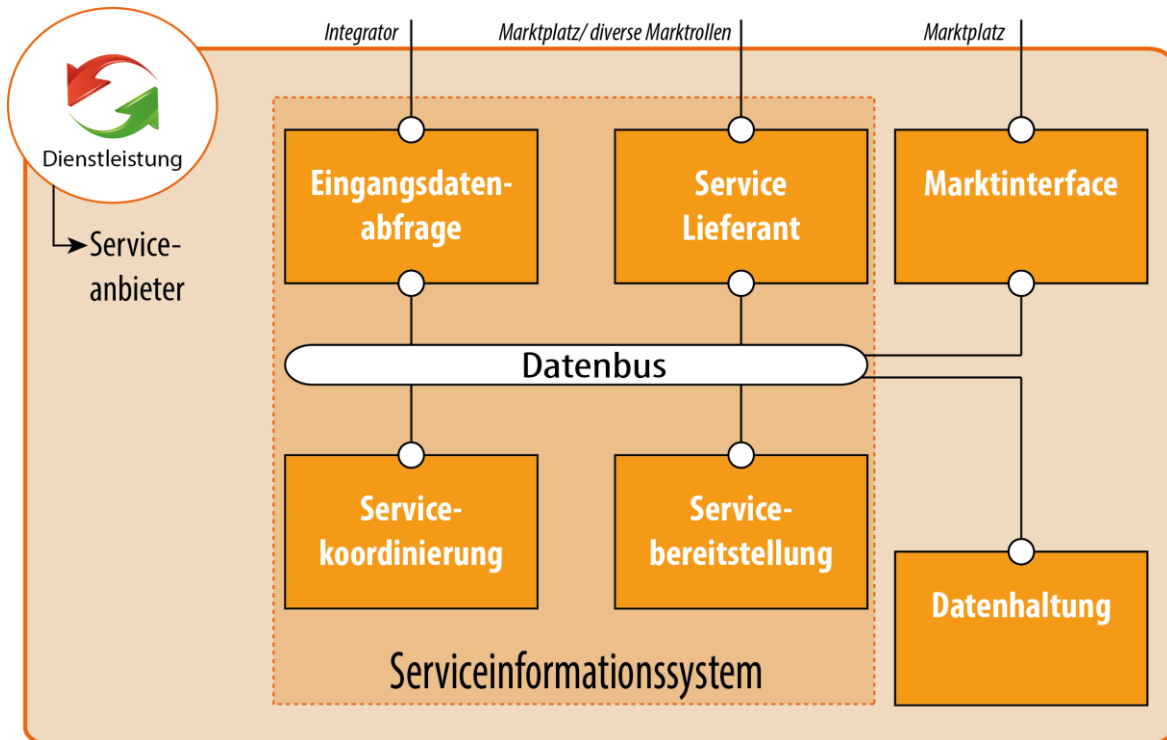 Integrator
Marktplatz/ diverse Marktrollen
Marktplatz
Dienstleistung
Service-
anbieter
Eingangsdaten-
abfrage
Service
Lieferant
Marktinterface
Datenbus
Service-
koordinierung
Service-
bereitstellung
Datenhaltung
Serviceinformationssystem